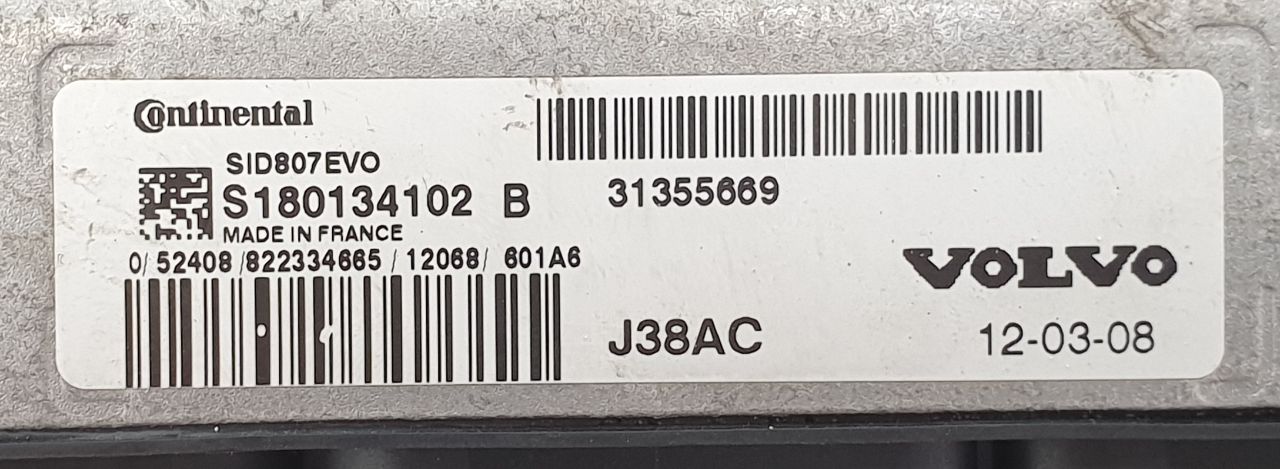 Continental
SID807EVO
S180134102 B
MADE IN FRANCE
0/ 52408 /822334665 /12068/ 601A6
31355669
VOLVO
J38AC
12-03-08